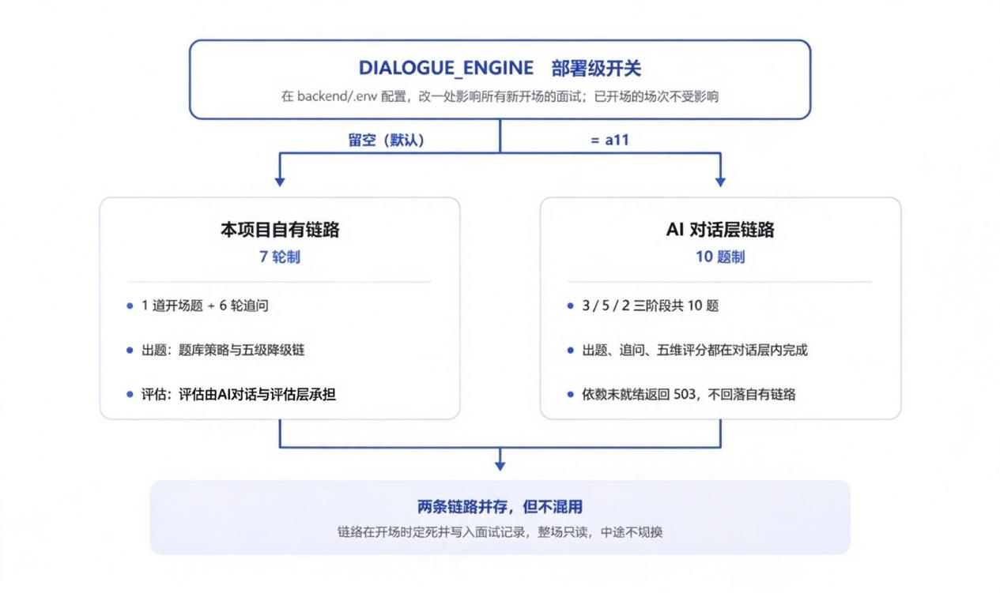 DIALOGUE_ENGINE 部署级开关
在 backend/.env 配置，改一处影响所有新开场的面试；已开场的场次不受影响
留空（默认）
= a11
本项目自有链路
7 轮制
1 道开场题 + 6 轮追问
出题：题库策略与五级降级链
评估：评估由AI对话与评估层承担
AI 对话层链路
10 题制
3 / 5 / 2 三阶段共 10 题
出题、追问、五维评分都在对话层内完成
依数未就绪返回 503，不回落自有链路
两条链路并存，但不混用
链络在开场时定死并写入面试记录，整场只读，中途不切换